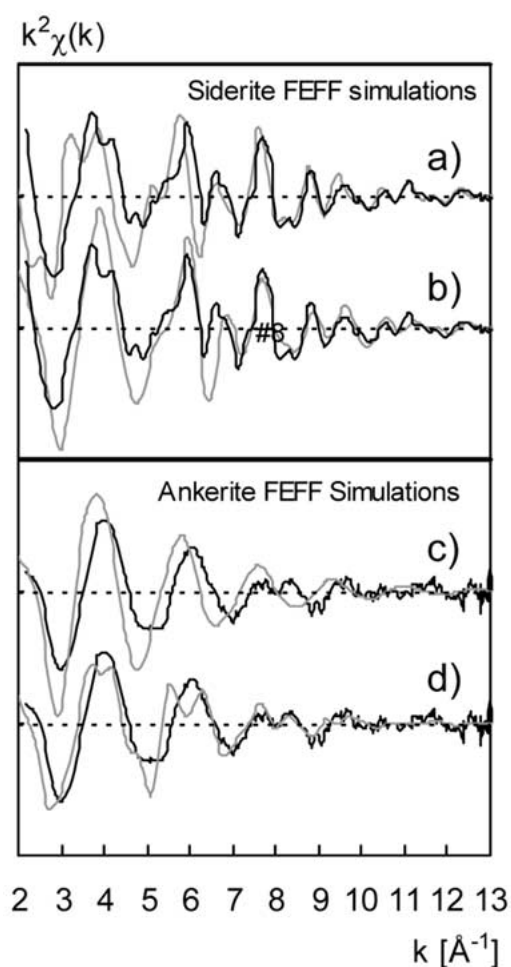 k²χ(k)
Siderite FEFF simulations
a)
b)
#8
Ankerite FEFF Simulations
c)
d)
2 3 4 5 6 7 8 9 10 11 12 13
k [Å⁻¹]